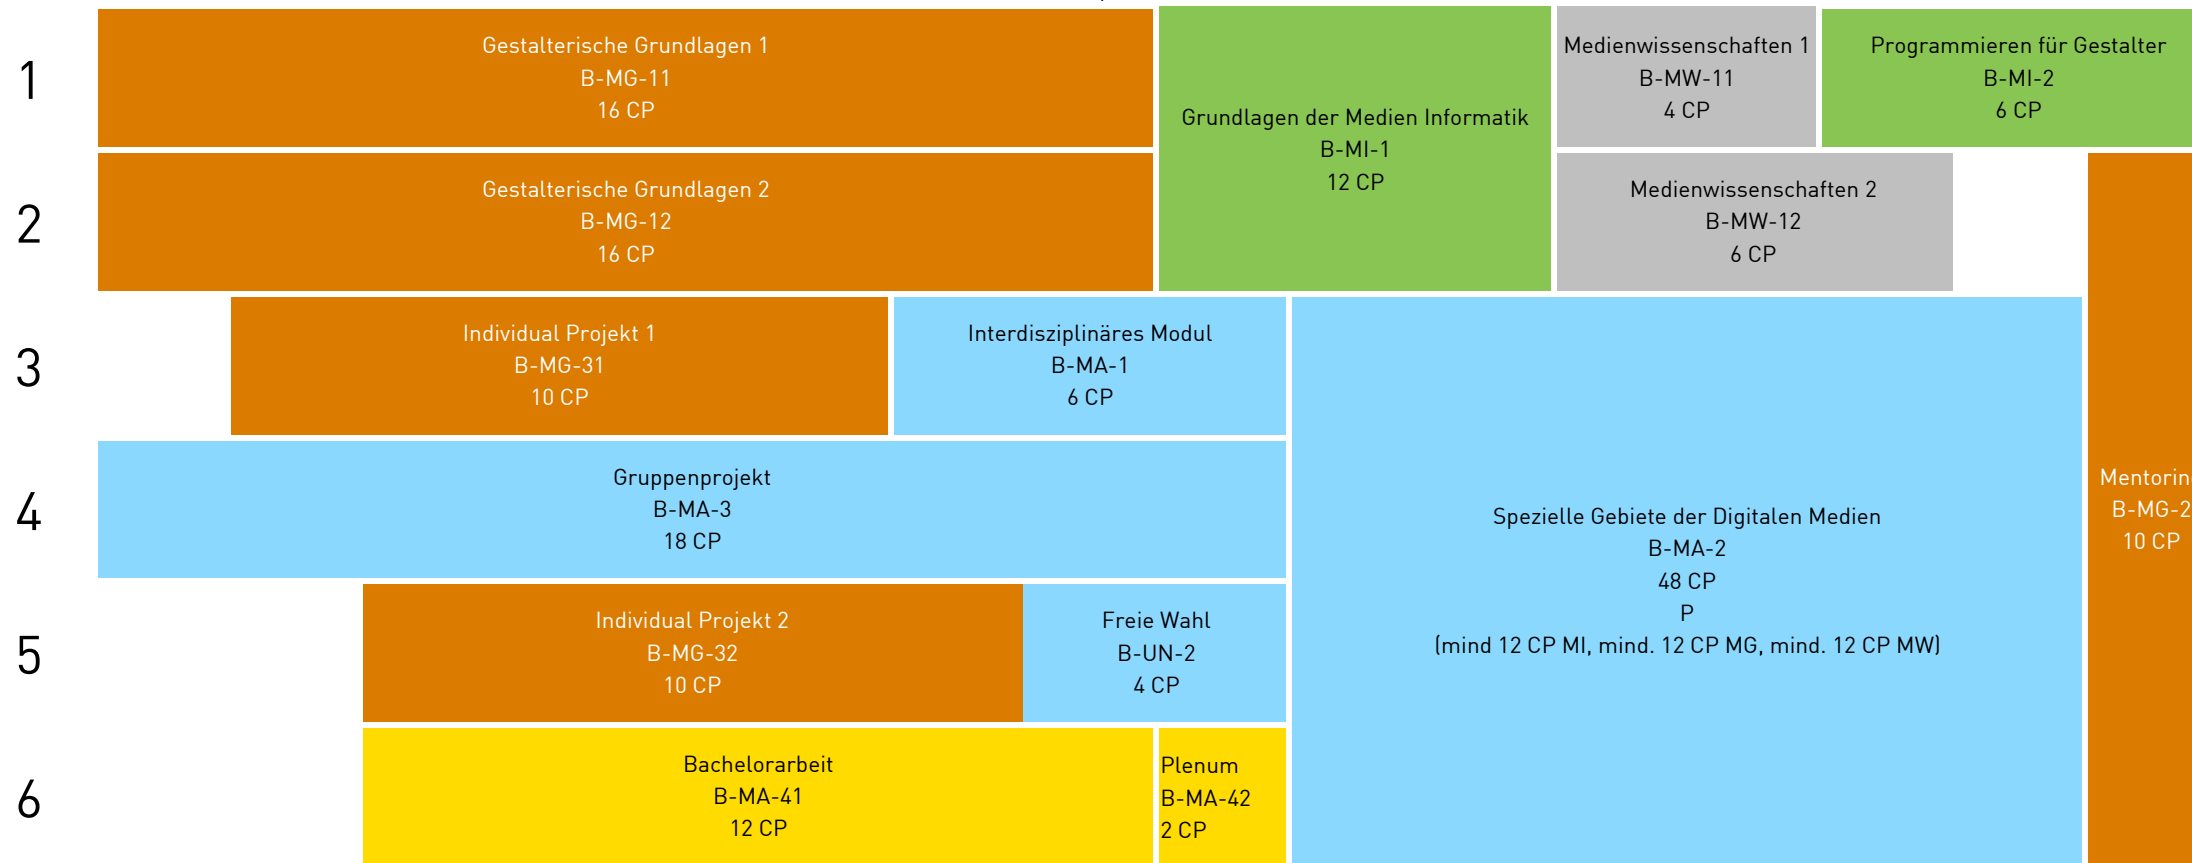 1
Gestalterische Grundlagen 1
B-MG-11
16 CP
Grundlagen der Medien Informatik
B-MI-1
12 CP
Medienwissenschaften 1
B-MW-11
4 CP
Programmieren für Gestalter
B-MI-2
6 CP
2
Gestalterische Grundlagen 2
B-MG-12
16 CP
Medienwissenschaften 2
B-MW-12
6 CP
3
Individual Projekt 1
B-MG-31
10 CP
Interdisziplinäres Modul
B-MA-1
6 CP
4
Gruppenprojekt
B-MA-3
18 CP
Spezielle Gebiete der Digitalen Medien
B-MA-2
48 CP
P
(mind 12 CP MI, mind. 12 CP MG, mind. 12 CP MW)
Mentorin
B-MG-2
10 CP
5
Individual Projekt 2
B-MG-32
10 CP
Freie Wahl
B-UN-2
4 CP
6
Bachelorarbeit
B-MA-41
12 CP
Plenum
B-MA-42
2 CP